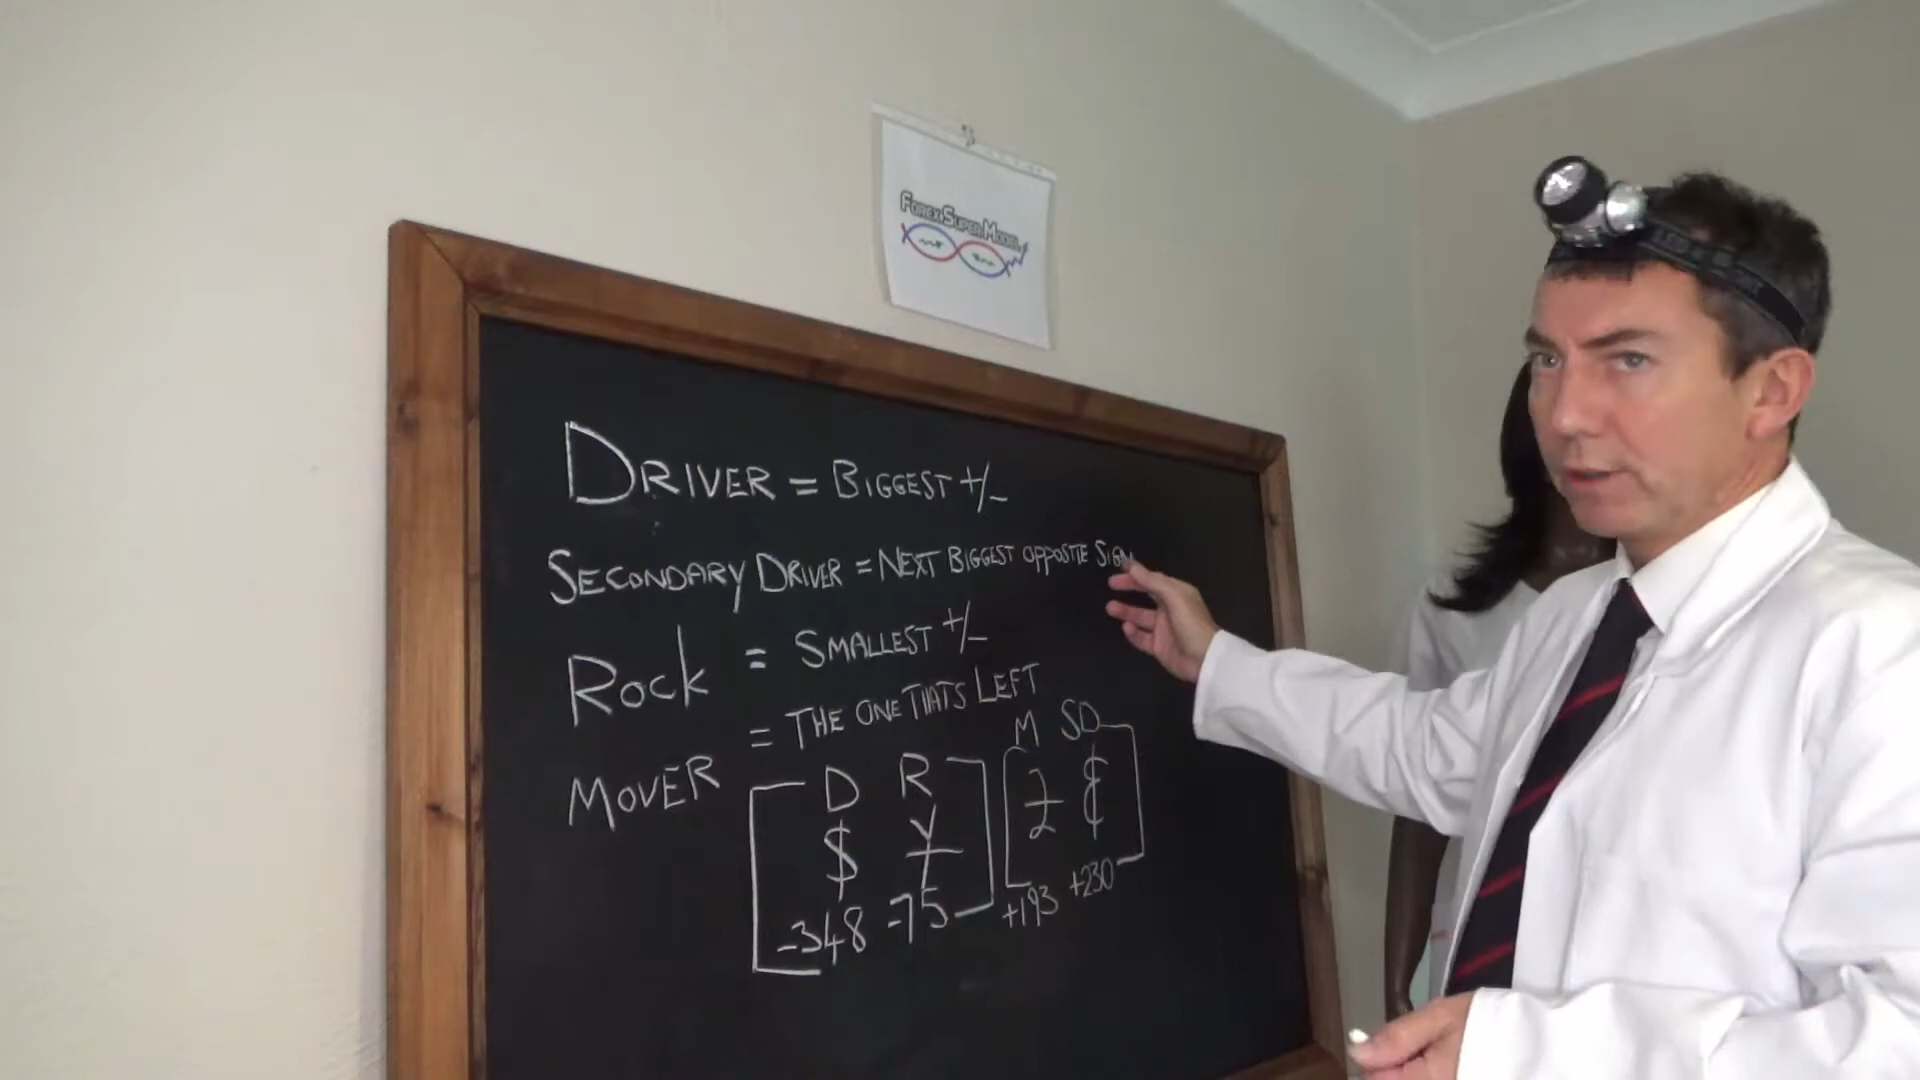 FOREX SUPER MODEL
DRIVER = BIGGEST +/-
SECONDARY DRIVER = NEXT BIGGEST OPPOSTIE SIGN
ROCK = SMALLEST +/-
MOVER = THE ONE THATS LEFT
D R M SD
$ ¥ £ ¢
-348 -75 +193 +230